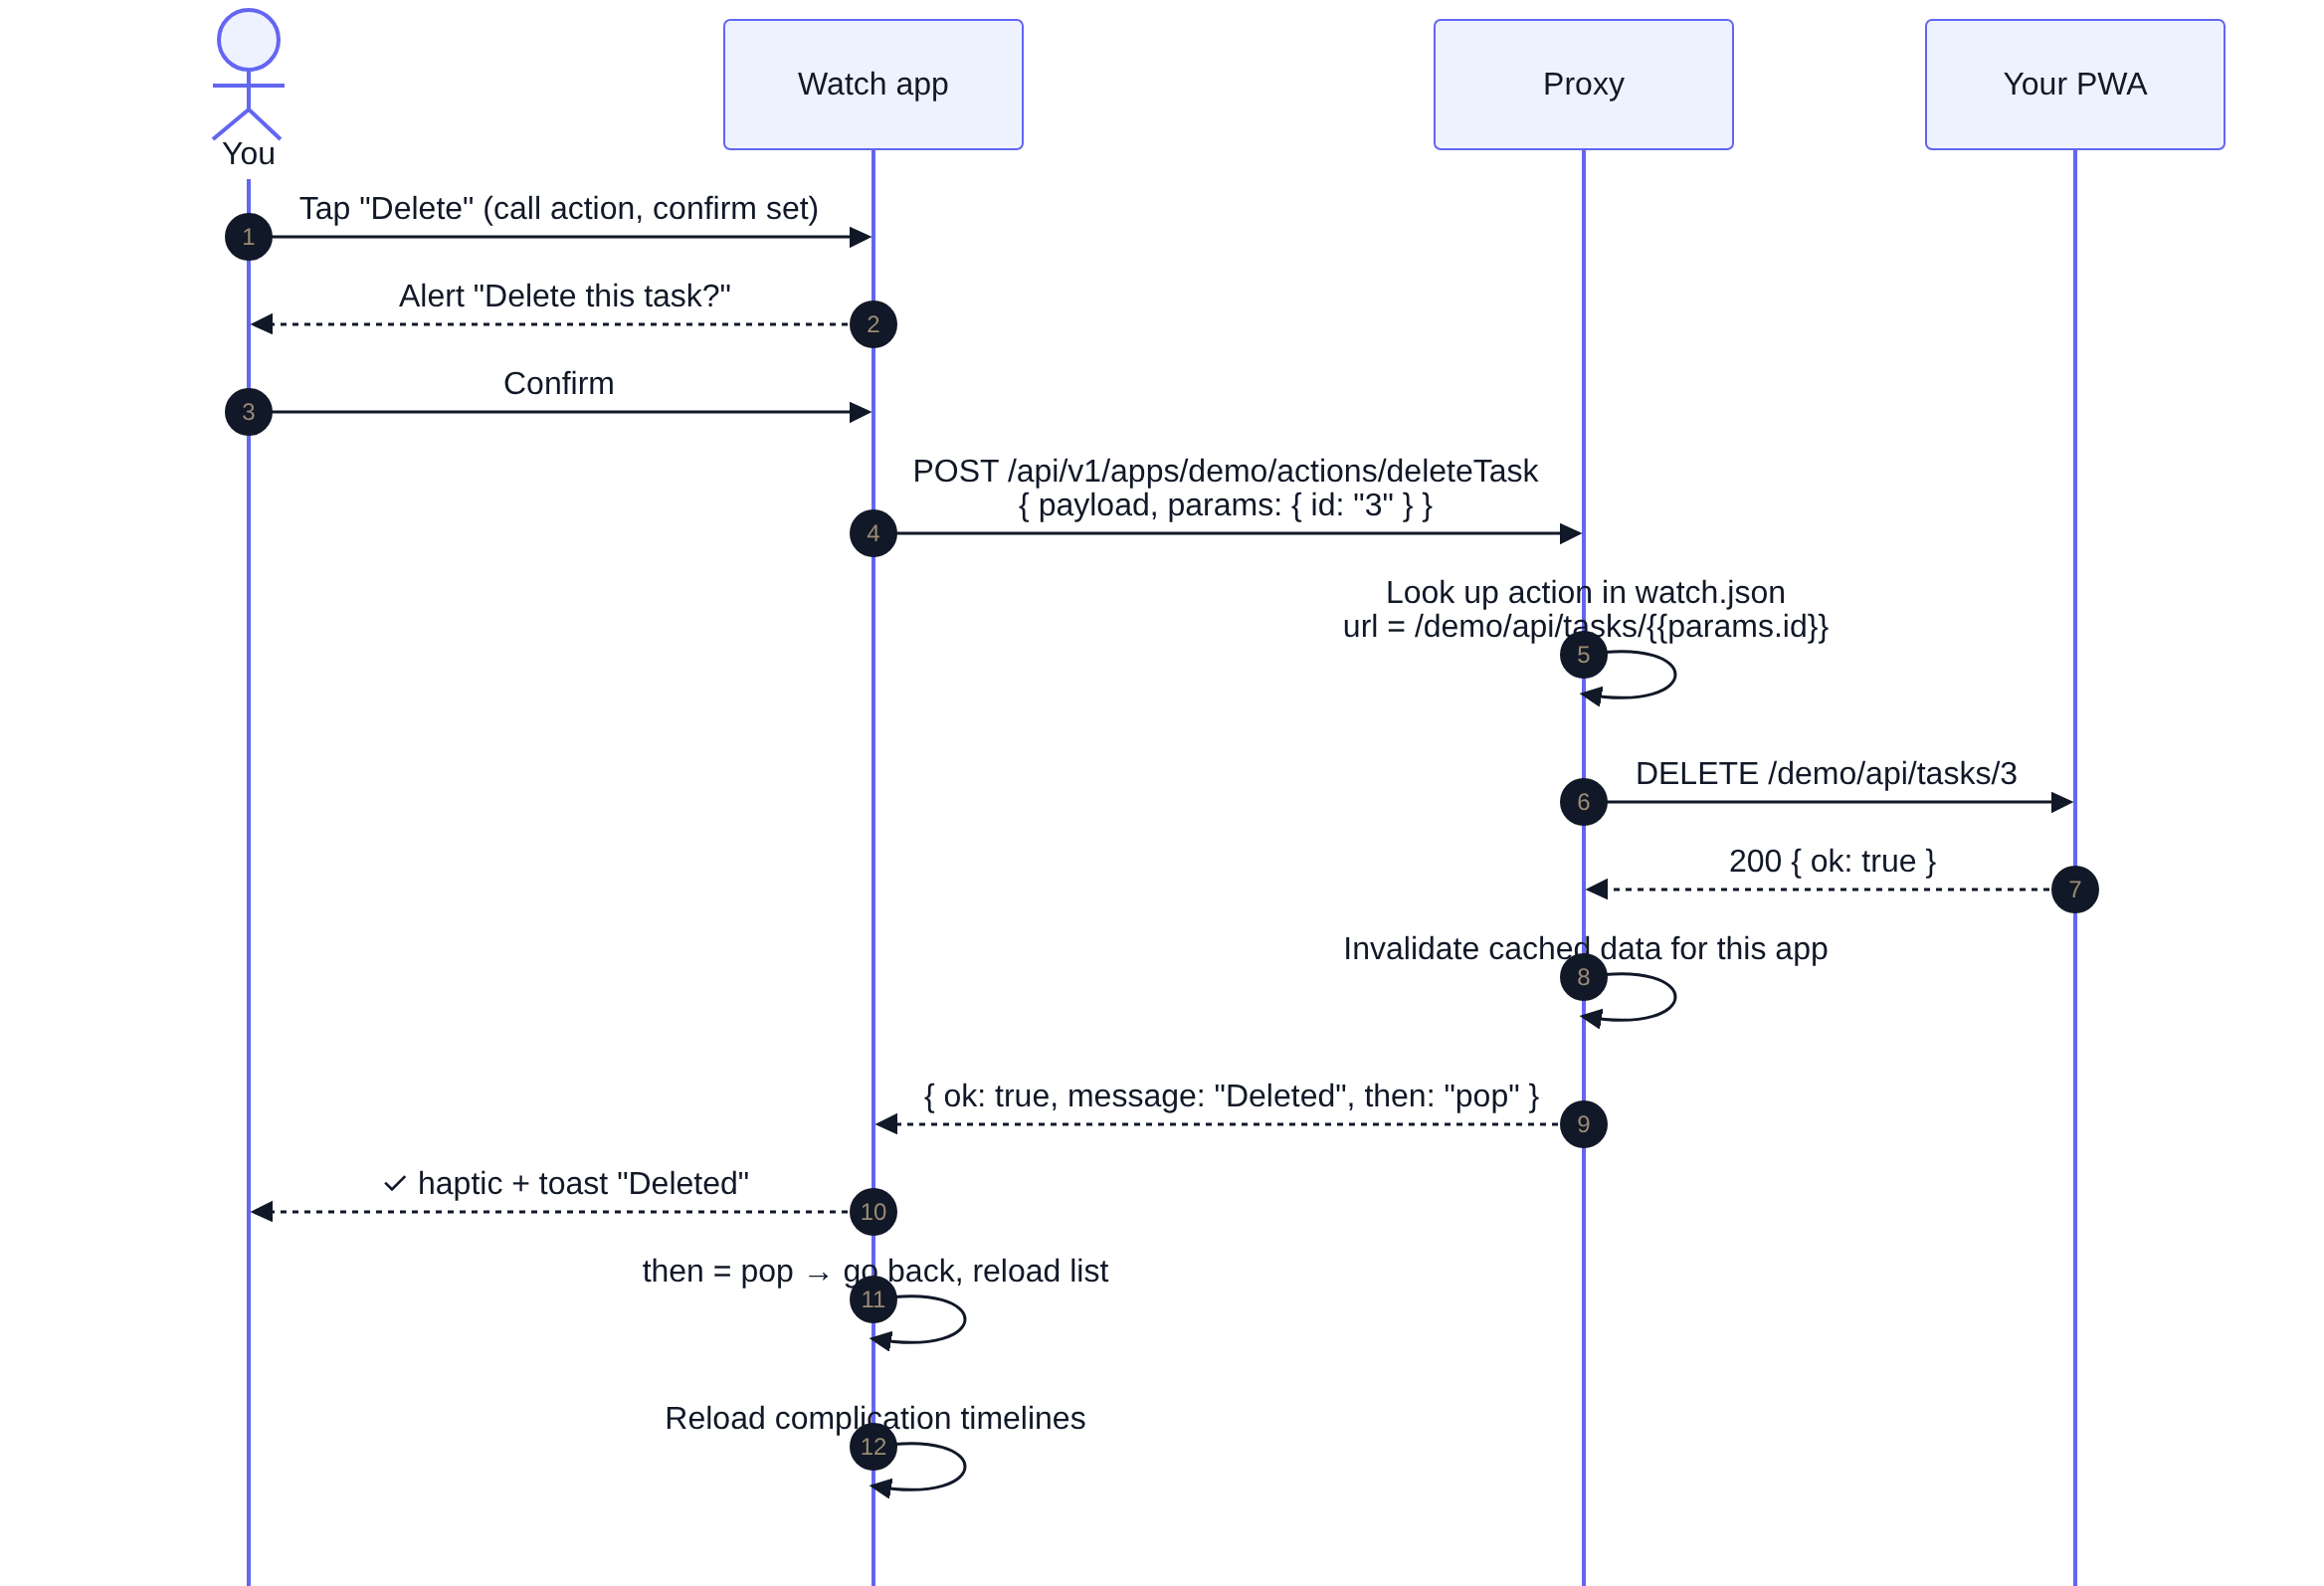 You
Watch app
Proxy
Your PWA
Tap "Delete" (call action, confirm set)
1
Alert "Delete this task?"
2
Confirm
3
POST /api/v1/apps/demo/actions/deleteTask
{ payload, params: { id: "3" } }
4
Look up action in watch.json
url = /demo/api/tasks/{{params.id}}
5
DELETE /demo/api/tasks/3
6
200 { ok: true }
7
Invalidate cached data for this app
8
{ ok: true, message: "Deleted", then: "pop" }
9
✓ haptic + toast "Deleted"
10
then = pop → go back, reload list
11
Reload complication timelines
12